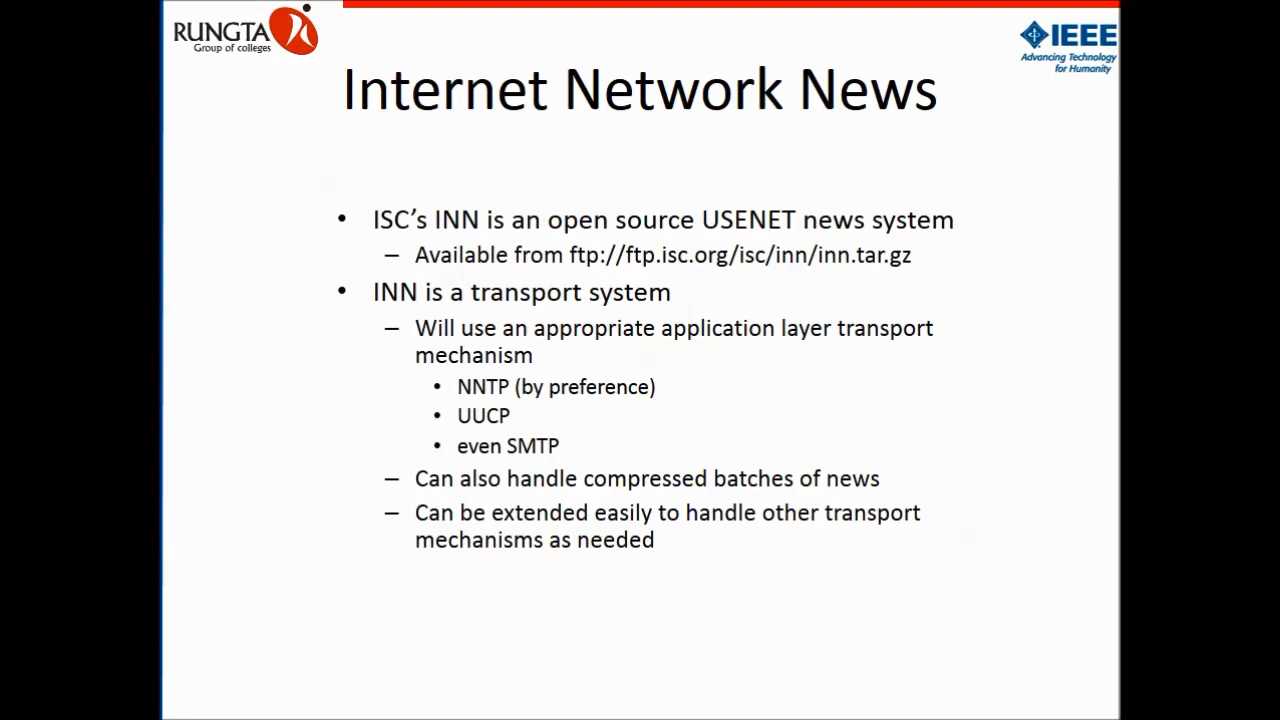 RUNGTA
Group of colleges
IEEE
Advancing Technology
for Humanity
Internet Network News
• ISC's INN is an open source USENET news system
– Available from ftp://ftp.isc.org/isc/inn/inn.tar.gz
• INN is a transport system
– Will use an appropriate application layer transport
mechanism
• NNTP (by preference)
• UUCP
• even SMTP
– Can also handle compressed batches of news
– Can be extended easily to handle other transport
mechanisms as needed